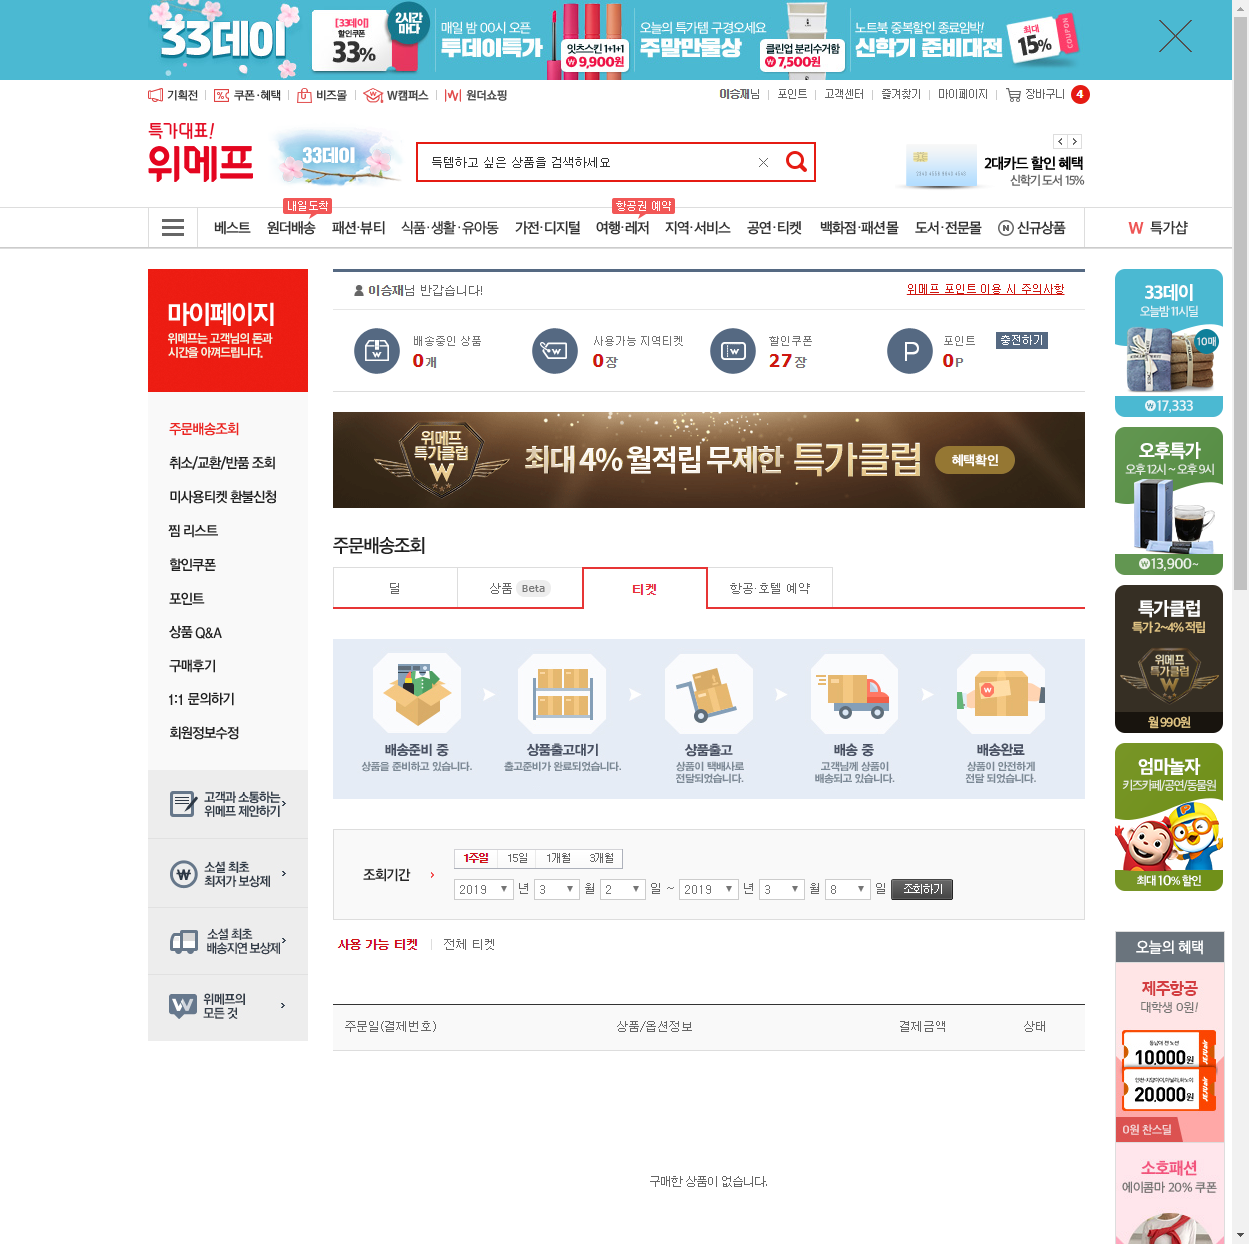 33데이
[33데이]
할인쿠폰
33%
2시간
마다
매일 밤 00시 오픈
투데이특가
잇츠스킨 1+1+1
₩9,900원
오늘의 특가템 구경오세요
주말만물상
클린업 분리수거함
₩7,500원
노트북 중복할인 종료임박!
신학기 준비대전
최대
15%
COUPON
기획전
쿠폰·혜택
비즈몰
W캠퍼스
원더쇼핑
이승재님
포인트
고객센터
즐겨찾기
마이페이지
장바구니
4
특가대표!
위메프
33데이
득템하고 싶은 상품을 검색하세요
2대카드 할인 혜택
신학기 도서 15%
내일도착
항공권 예약
베스트
원더배송
패션·뷰티
식품·생활·유아동
가전·디지털
여행·레저
지역·서비스
공연·티켓
백화점·패션몰
도서·전문몰
N 신규상품
W 특가샵
마이페이지
위메프는 고객님의 돈과
시간을 아껴드립니다.
이승재님 반갑습니다!
위메프 포인트 이용 시 주의사항
배송중인 상품
0개
사용가능 지역티켓
0장
할인쿠폰
27장
P
포인트
0P
충전하기
위메프
특가클럽
W
최대 4% 월적립 무제한 특가클럽
혜택확인
주문배송조회
취소/교환/반품 조회
미사용티켓 환불신청
찜 리스트
할인쿠폰
포인트
상품 Q&A
구매후기
1:1 문의하기
회원정보수정
고객과 소통하는
위메프 제안하기
소셜 최초
최저가 보상제
소셜 최초
배송지연 보상제
위메프의
모든 것
주문배송조회
딜
상품 Beta
티켓
항공·호텔 예약
배송준비 중
상품을 준비하고 있습니다.
상품출고대기
출고준비가 완료되었습니다.
상품출고
상품이 택배사로
전달되었습니다.
배송 중
고객님께 상품이
배송되고 있습니다.
배송완료
상품이 안전하게
전달 되었습니다.
조회기간
1주일
15일
1개월
3개월
2019 년 3 월 2 일 ~ 2019 년 3 월 8 일 조회하기
사용 가능 티켓
전체 티켓
주문일(결제번호)
상품/옵션정보
결제금액
상태
구매한 상품이 없습니다.
33데이
오늘밤 11시딜
10매
₩17,333
오후특가
오후 12시 ~ 오후 9시
₩13,900~
특가클럽
특가 2~4% 적립
위메프
특가클럽
W
월 990원
엄마놀자
키즈카페/공연/동물원
최대 10% 할인
오늘의 혜택
제주항공
대학생 0원!
10,000원
20,000원
0원 찬스딜
소호패션
에이콤마 20% 쿠폰